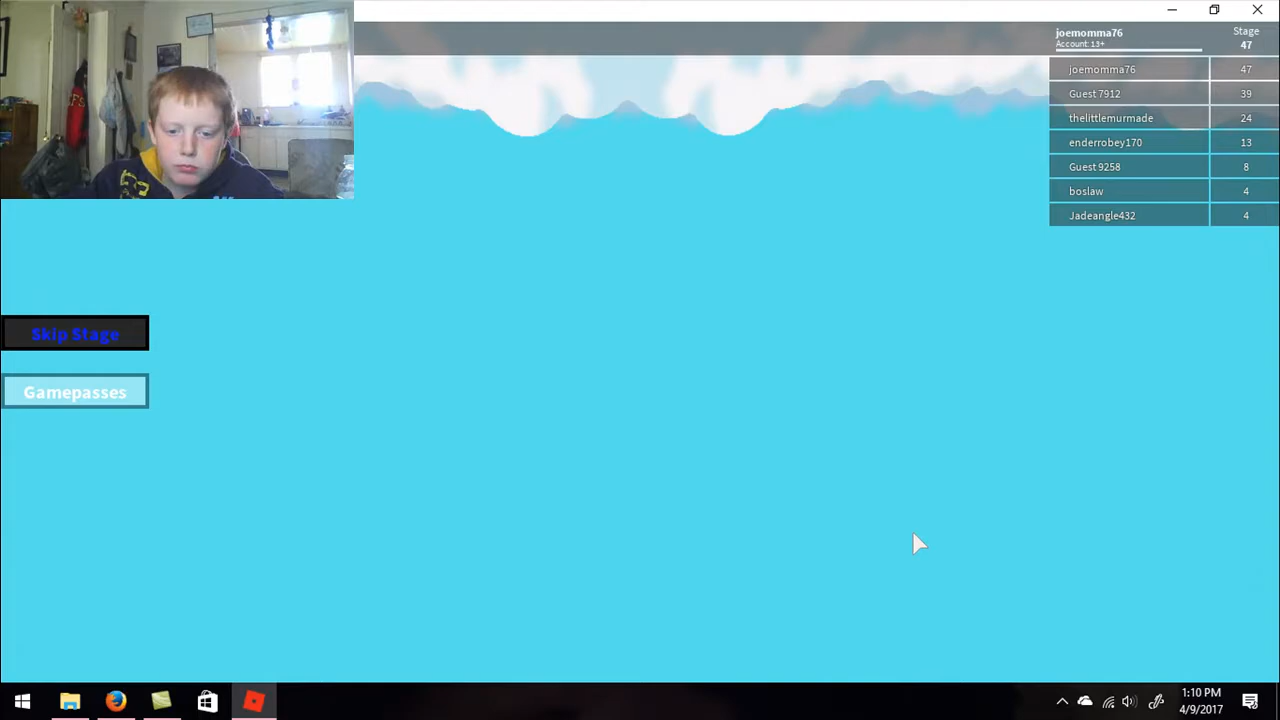 joemomma76
Account: 13+
Stage
47
joemomma76 47
Guest 7912 39
thelittlemurmade 24
enderrobey170 13
Guest 9258 8
boslaw 4
Jadeangle432 4
Skip Stage
Gamepasses
1:10 PM
4/9/2017